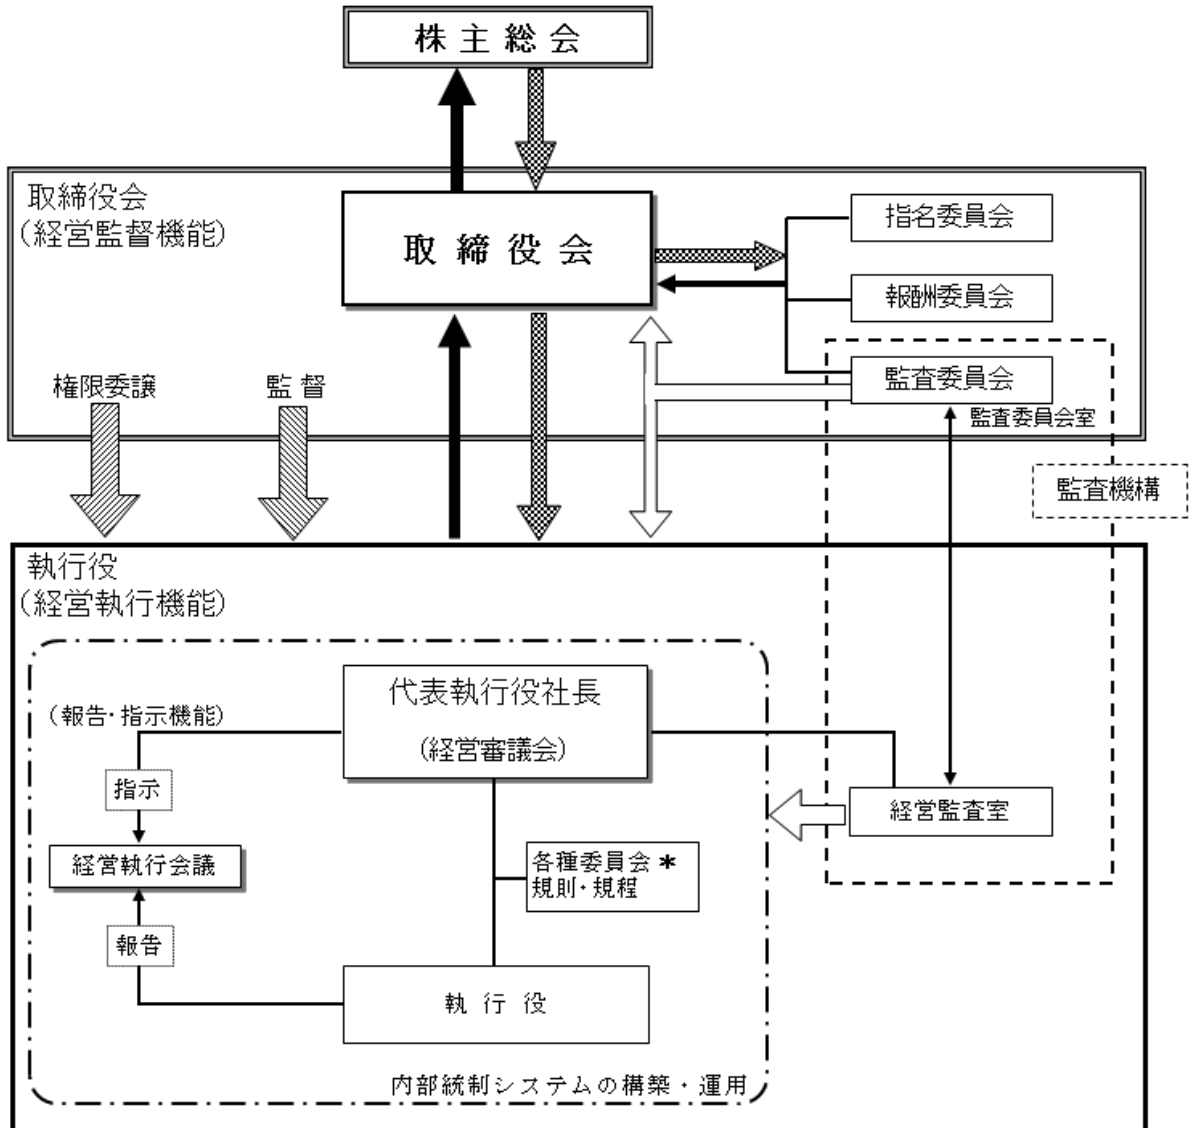 株主総会
取締役会
(経営監督機能)
取締役会
指名委員会
報酬委員会
監査委員会
監査委員会室
権限委譲
監督
監査機構
執行役
(経営執行機能)
代表執行役社長
(経営審議会)
(報告・指示機能)
指示
経営執行会議
報告
各種委員会*
規則・規程
経営監査室
執行役
内部統制システムの構築・運用